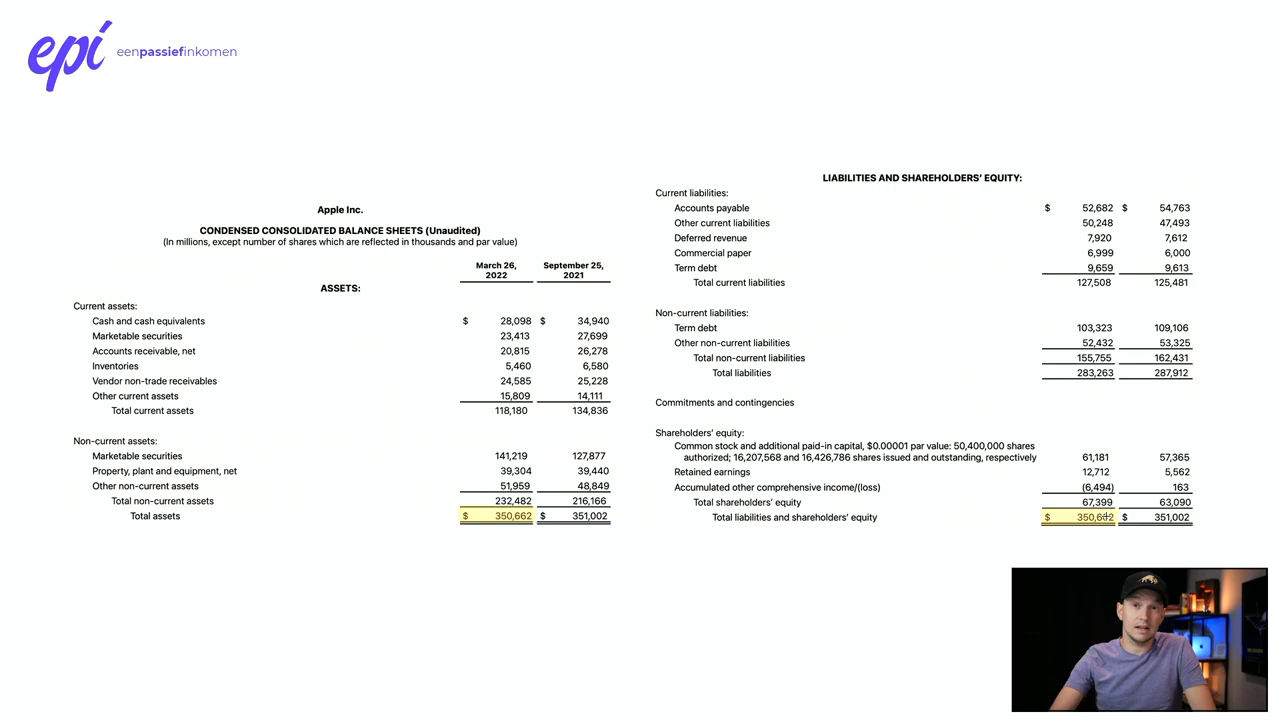 epi eenpassiefinkomen
Apple Inc.
CONDENSED CONSOLIDATED BALANCE SHEETS (Unaudited)
(In millions, except number of shares which are reflected in thousands and par value)
March 26, 2022 September 25, 2021
ASSETS:
Current assets:
Cash and cash equivalents $ 28,098 $ 34,940
Marketable securities 23,413 27,699
Accounts receivable, net 20,815 26,278
Inventories 5,460 6,580
Vendor non-trade receivables 24,585 25,228
Other current assets 15,809 14,111
Total current assets 118,180 134,836
Non-current assets:
Marketable securities 141,219 127,877
Property, plant and equipment, net 39,304 39,440
Other non-current assets 51,959 48,849
Total non-current assets 232,482 216,166
Total assets $ 350,662 $ 351,002
LIABILITIES AND SHAREHOLDERS’ EQUITY:
Current liabilities:
Accounts payable $ 52,682 $ 54,763
Other current liabilities 50,248 47,493
Deferred revenue 7,920 7,612
Commercial paper 6,999 6,000
Term debt 9,659 9,613
Total current liabilities 127,508 125,481
Non-current liabilities:
Term debt 103,323 109,106
Other non-current liabilities 52,432 53,325
Total non-current liabilities 155,755 162,431
Total liabilities 283,263 287,912
Commitments and contingencies
Shareholders’ equity:
Common stock and additional paid-in capital, $0.00001 par value: 50,400,000 shares
authorized; 16,207,568 and 16,426,786 shares issued and outstanding, respectively 61,181 57,365
Retained earnings 12,712 5,562
Accumulated other comprehensive income/(loss) (6,494) 163
Total shareholders’ equity 67,399 63,090
Total liabilities and shareholders’ equity $ 350,662 $ 351,002